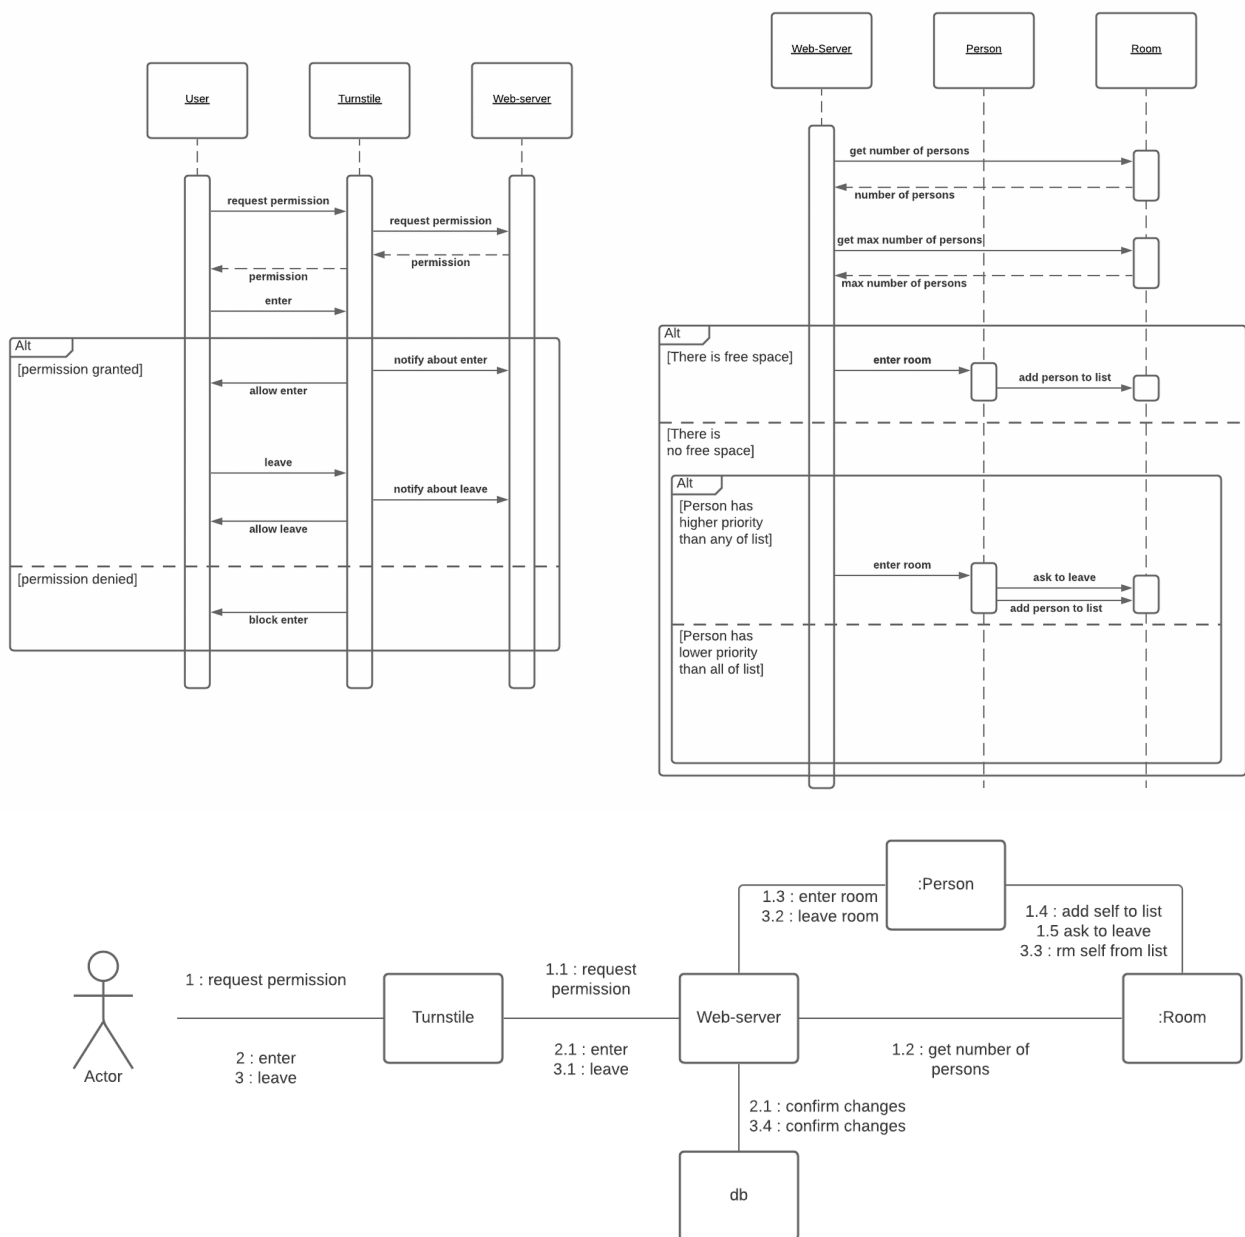 User
Turnstile
Web-server
request permission
request permission
permission
permission
enter
Alt
[permission granted]
notify about enter
allow enter
leave
notify about leave
allow leave
[permission denied]
block enter
Web-Server
Person
Room
get number of persons
number of persons
get max number of persons
max number of persons
Alt
[There is free space]
enter room
add person to list
[There is
no free space]
Alt
[Person has
higher priority
than any of list]
enter room
ask to leave
add person to list
[Person has
lower priority
than all of list]
Actor
1 : request permission
2 : enter
3 : leave
Turnstile
1.1 : request
permission
2.1 : enter
3.1 : leave
Web-server
1.3 : enter room
3.2 : leave room
:Person
1.4 : add self to list
1.5 ask to leave
3.3 : rm self from list
:Room
1.2 : get number of
persons
2.1 : confirm changes
3.4 : confirm changes
db